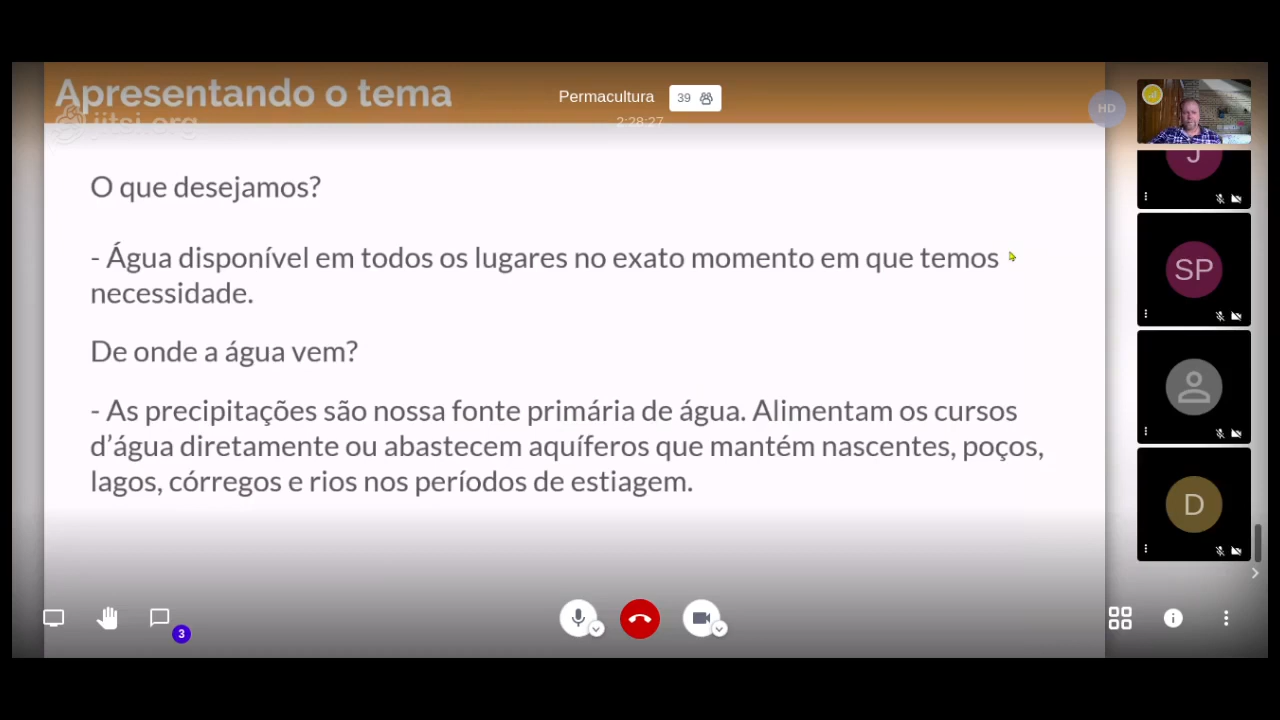 Apresentando o tema
jitsi.org
Permacultura 39
2:28:27
HD
O que desejamos?
- Água disponível em todos os lugares no exato momento em que temos
necessidade.
De onde a água vem?
- As precipitações são nossa fonte primária de água. Alimentam os cursos
d’água diretamente ou abastecem aquíferos que mantém nascentes, poços,
lagos, córregos e rios nos períodos de estiagem.
J
SP
D
3